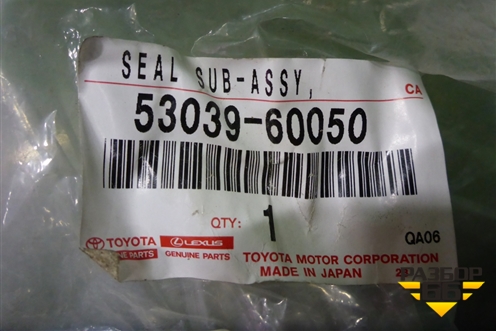 SEAL SUB-ASSY,
CA
53039-60050
QTY: 1
QA06
TOYOTA LEXUS
GENUINE PARTS
TOYOTA MOTOR CORPORATION
MADE IN JAPAN
РАЗБОР
66